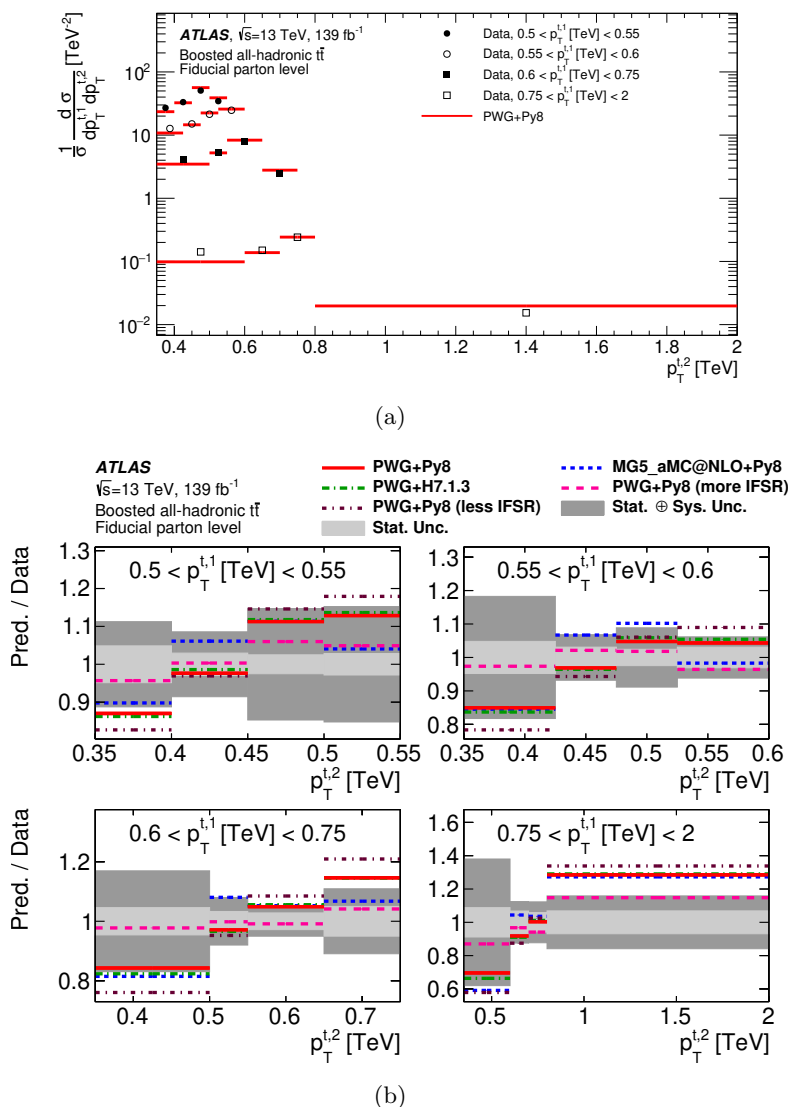 ATLAS, √s=13 TeV, 139 fb⁻¹
Boosted all-hadronic tt̄
Fiducial parton level
Data, 0.5 < p_T^{t,1} [TeV] < 0.55
Data, 0.55 < p_T^{t,1} [TeV] < 0.6
Data, 0.6 < p_T^{t,1} [TeV] < 0.75
Data, 0.75 < p_T^{t,1} [TeV] < 2
PWG+Py8
1/σ d σ / dp_T^{t,1} dp_T^{t,2} [TeV⁻²]
10²
10
1
10⁻¹
10⁻²
0.4 0.6 0.8 1 1.2 1.4 1.6 1.8 2
p_T^{t,2} [TeV]
(a)
ATLAS
√s=13 TeV, 139 fb⁻¹
Boosted all-hadronic tt̄
Fiducial parton level
PWG+Py8
PWG+H7.1.3
PWG+Py8 (less IFSR)
Stat. Unc.
MG5_aMC@NLO+Py8
PWG+Py8 (more IFSR)
Stat. ⊕ Sys. Unc.
Pred. / Data
0.5 < p_T^{t,1} [TeV] < 0.55
1.3
1.2
1.1
1.0
0.9
0.35 0.4 0.45 0.5 0.55
p_T^{t,2} [TeV]
0.55 < p_T^{t,1} [TeV] < 0.6
1.3
1.2
1.1
1.0
0.9
0.8
0.35 0.4 0.45 0.5 0.55 0.6
p_T^{t,2} [TeV]
Pred. / Data
0.6 < p_T^{t,1} [TeV] < 0.75
1.2
1.0
0.8
0.4 0.5 0.6 0.7
p_T^{t,2} [TeV]
0.75 < p_T^{t,1} [TeV] < 2
1.6
1.4
1.2
1
0.8
0.6
0.5 1 1.5 2
p_T^{t,2} [TeV]
(b)